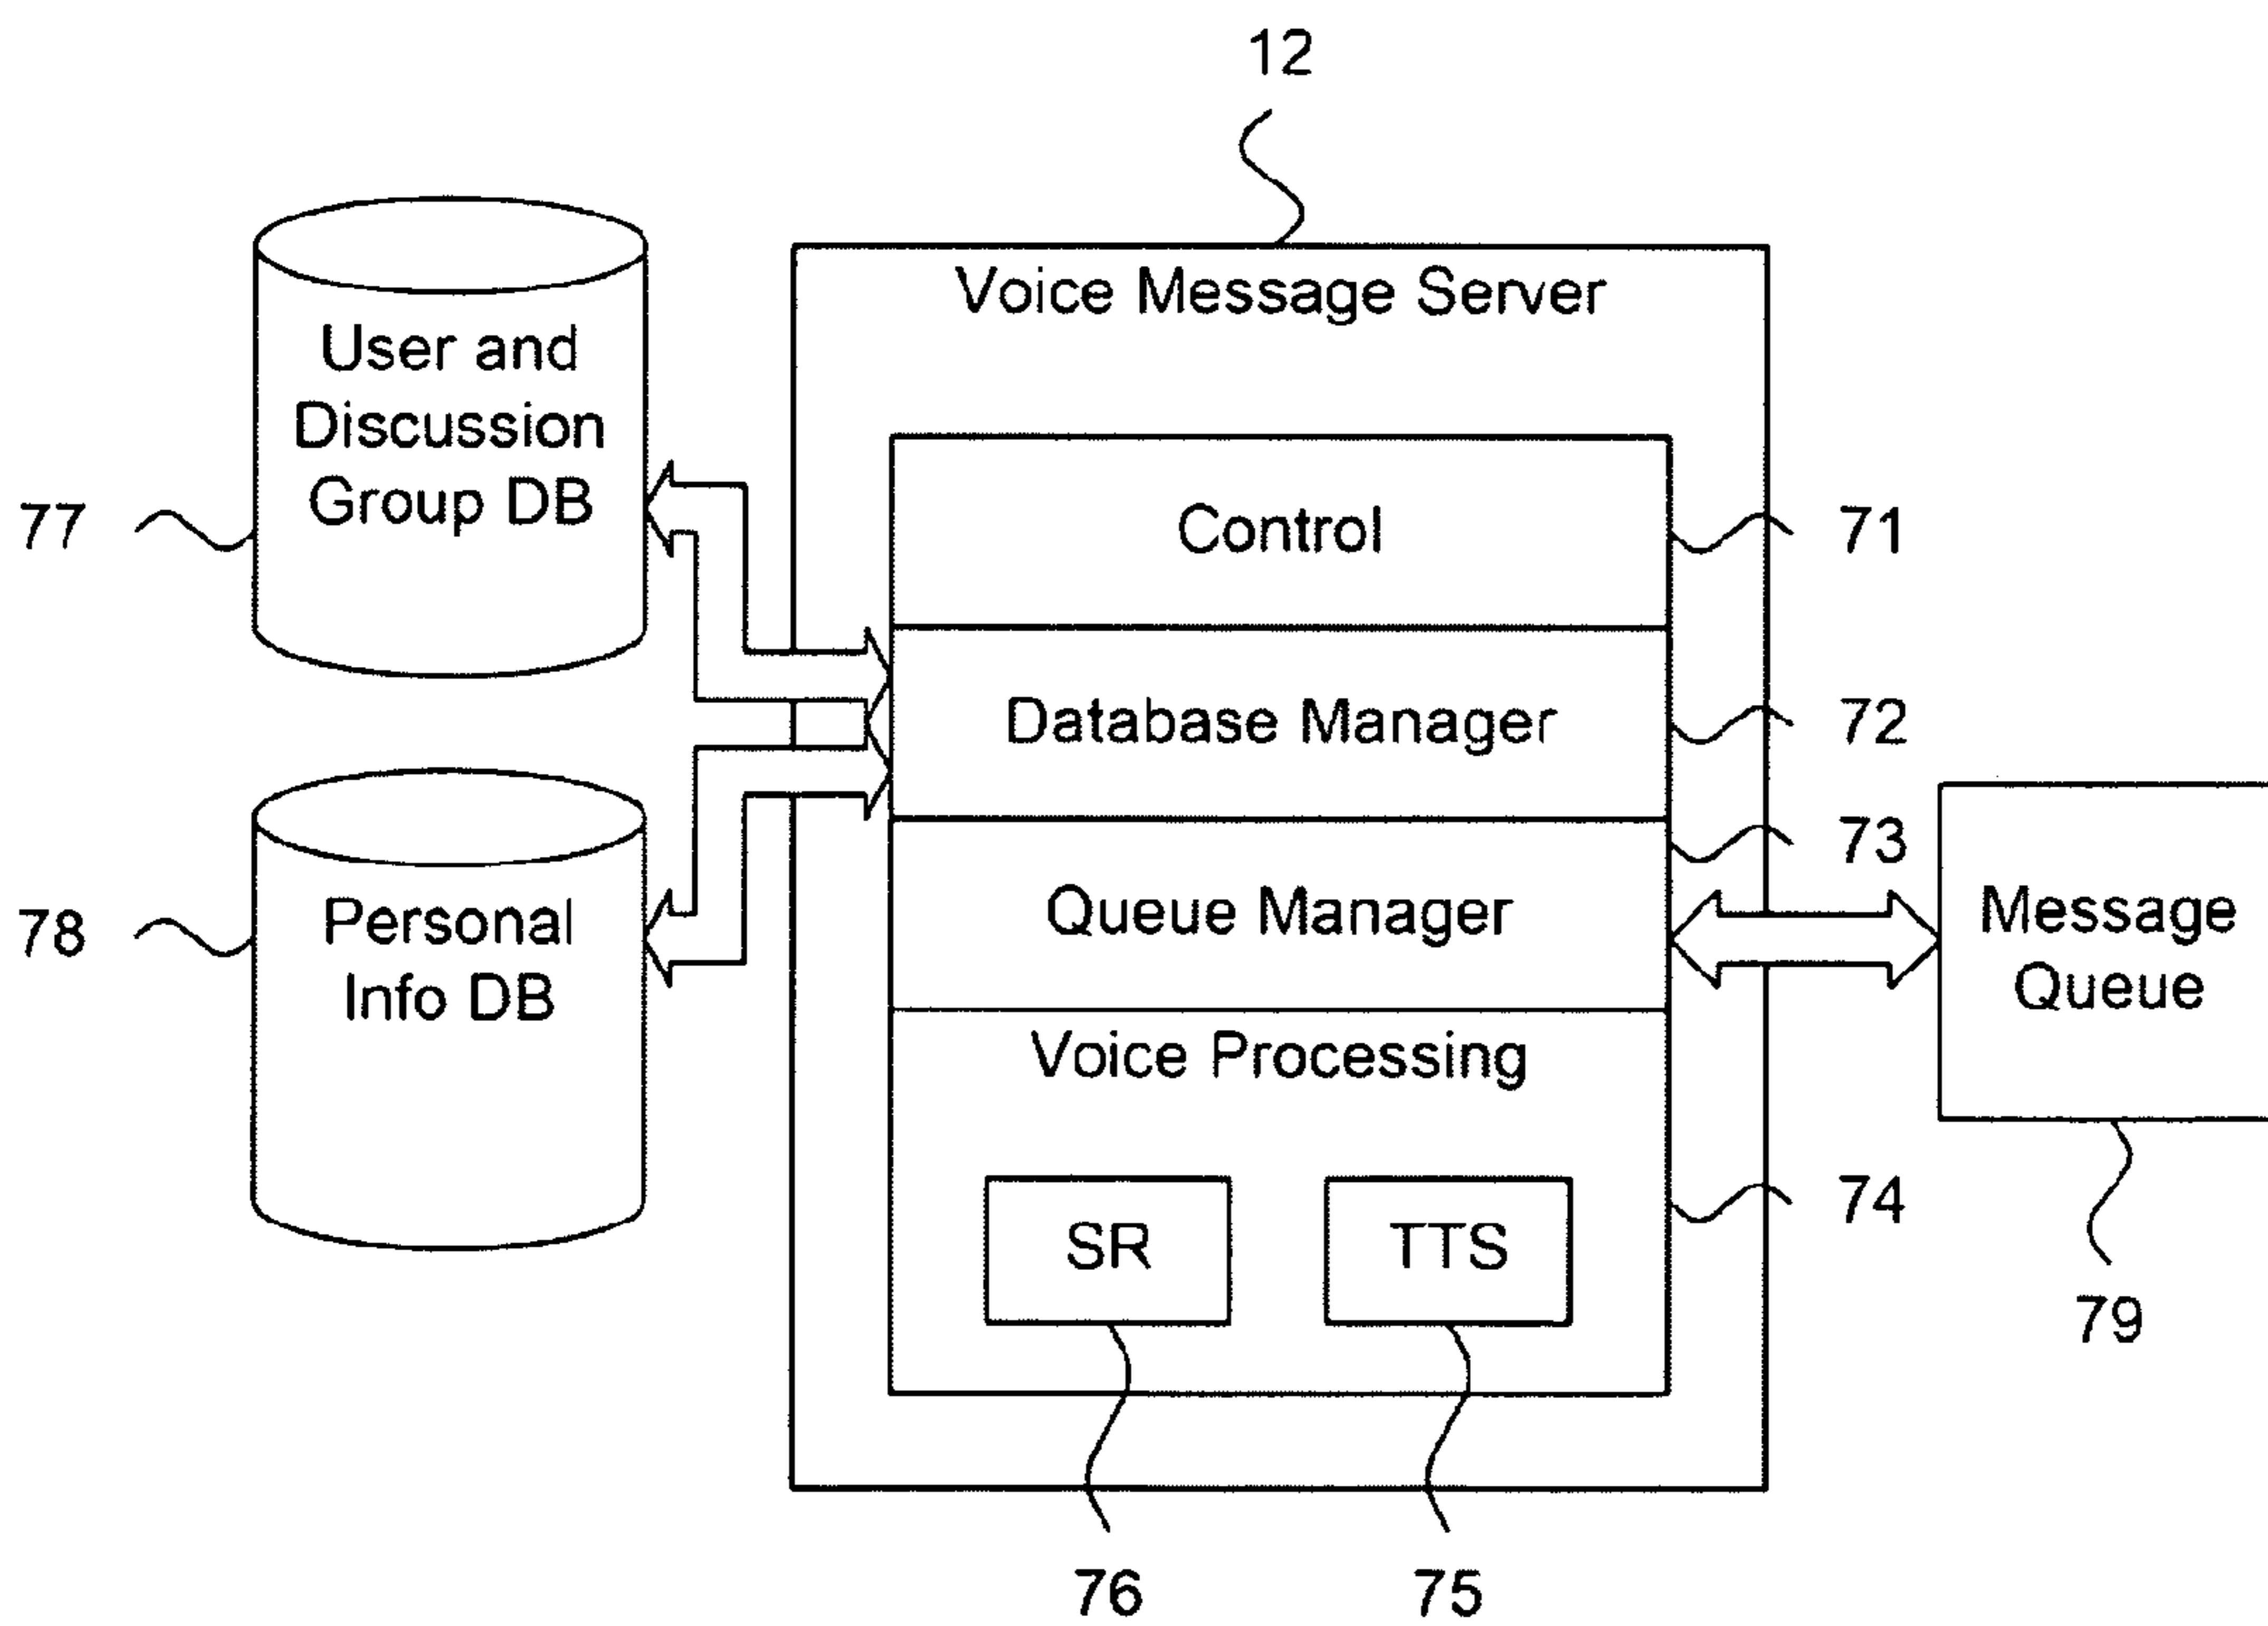 12
Voice Message Server
User and
Discussion
Group DB
77
Control
71
Database Manager
72
73
Queue Manager
Message
Queue
78
Personal
Info DB
Voice Processing
74
SR
TTS
79
76
75